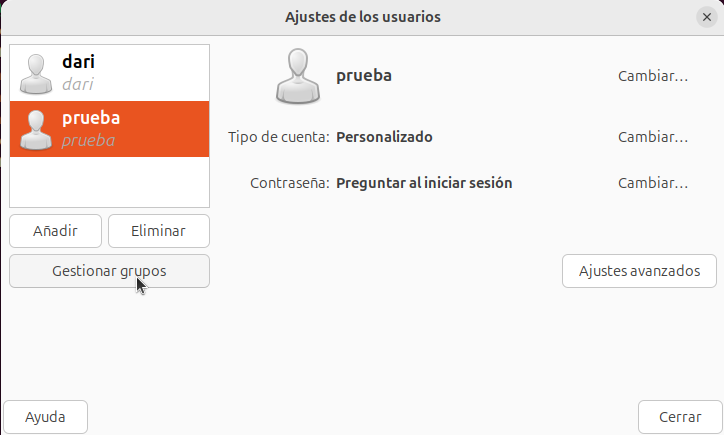 Ajustes de los usuarios
dari
dari
prueba
prueba
Añadir
Eliminar
Gestionar grupos
prueba
Cambiar...
Tipo de cuenta: Personalizado
Cambiar...
Contraseña: Preguntar al iniciar sesión
Cambiar...
Ajustes avanzados
Ayuda
Cerrar